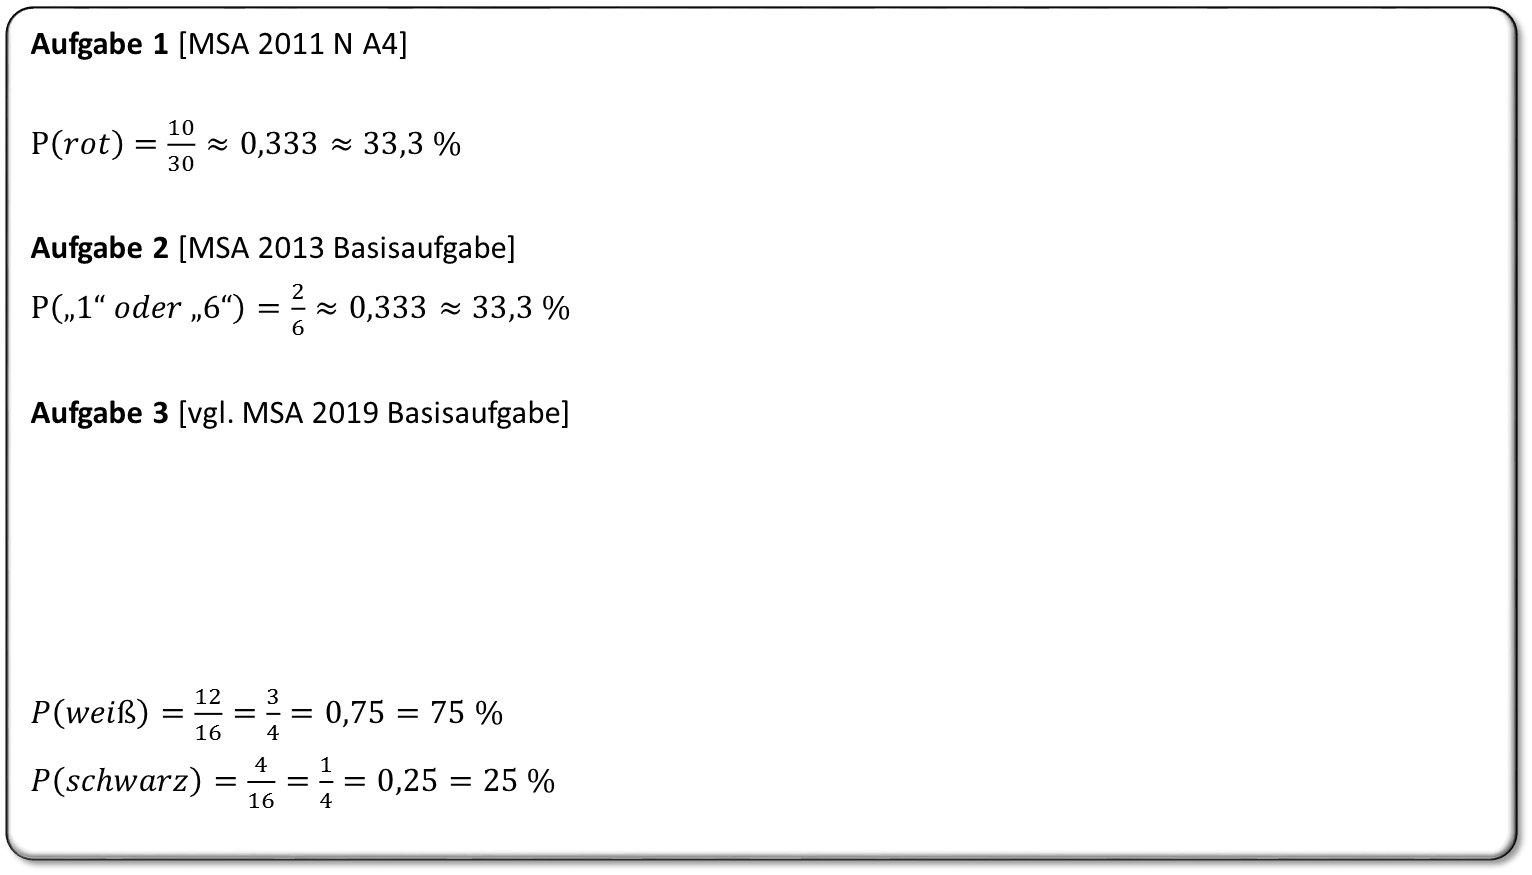 Aufgabe 1 [MSA 2011 N A4]
P(rot) = 10/30 ≈ 0,333 ≈ 33,3 %
Aufgabe 2 [MSA 2013 Basisaufgabe]
P(„1“ oder „6“) = 2/6 ≈ 0,333 ≈ 33,3 %
Aufgabe 3 [vgl. MSA 2019 Basisaufgabe]
P(weiß) = 12/16 = 3/4 = 0,75 = 75 %
P(schwarz) = 4/16 = 1/4 = 0,25 = 25 %